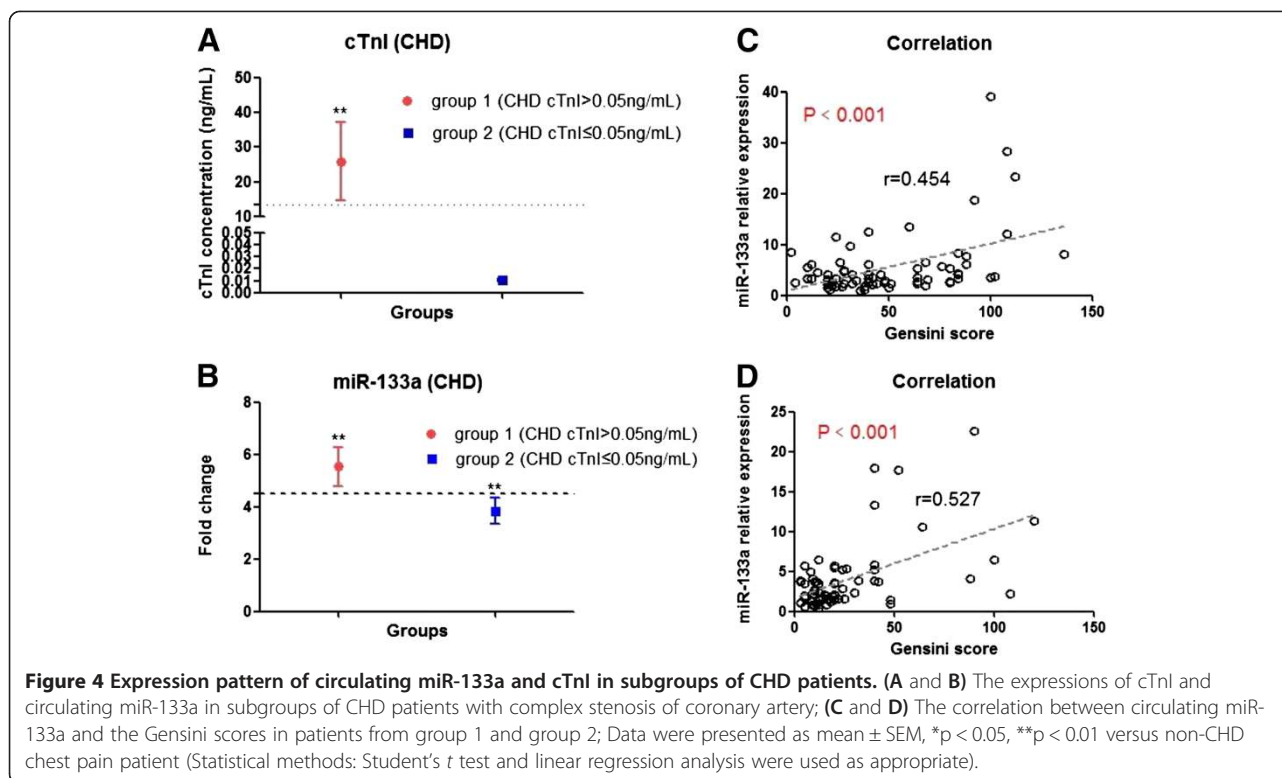 A
cTnI (CHD)
cTnI concentration (ng/mL)
50
40
30
20
10
0.05
0.04
0.03
0.02
0.01
0.00
**
group 1 (CHD cTnI>0.05ng/mL)
group 2 (CHD cTnI≤0.05ng/mL)
Groups
C
Correlation
miR-133a relative expression
40
30
20
10
0
P < 0.001
r=0.454
0
50
100
150
Gensini score
B
miR-133a (CHD)
Fold change
8
6
4
2
0
**
**
group 1 (CHD cTnI>0.05ng/mL)
group 2 (CHD cTnI≤0.05ng/mL)
Groups
D
Correlation
miR-133a relative expression
25
20
15
10
5
0
P < 0.001
r=0.527
0
50
100
150
Gensini score
Figure 4 Expression pattern of circulating miR-133a and cTnI in subgroups of CHD patients. (A and B) The expressions of cTnI and
circulating miR-133a in subgroups of CHD patients with complex stenosis of coronary artery; (C and D) The correlation between circulating miR-
133a and the Gensini scores in patients from group 1 and group 2; Data were presented as mean ± SEM, *p < 0.05, **p < 0.01 versus non-CHD
chest pain patient (Statistical methods: Student's t test and linear regression analysis were used as appropriate).